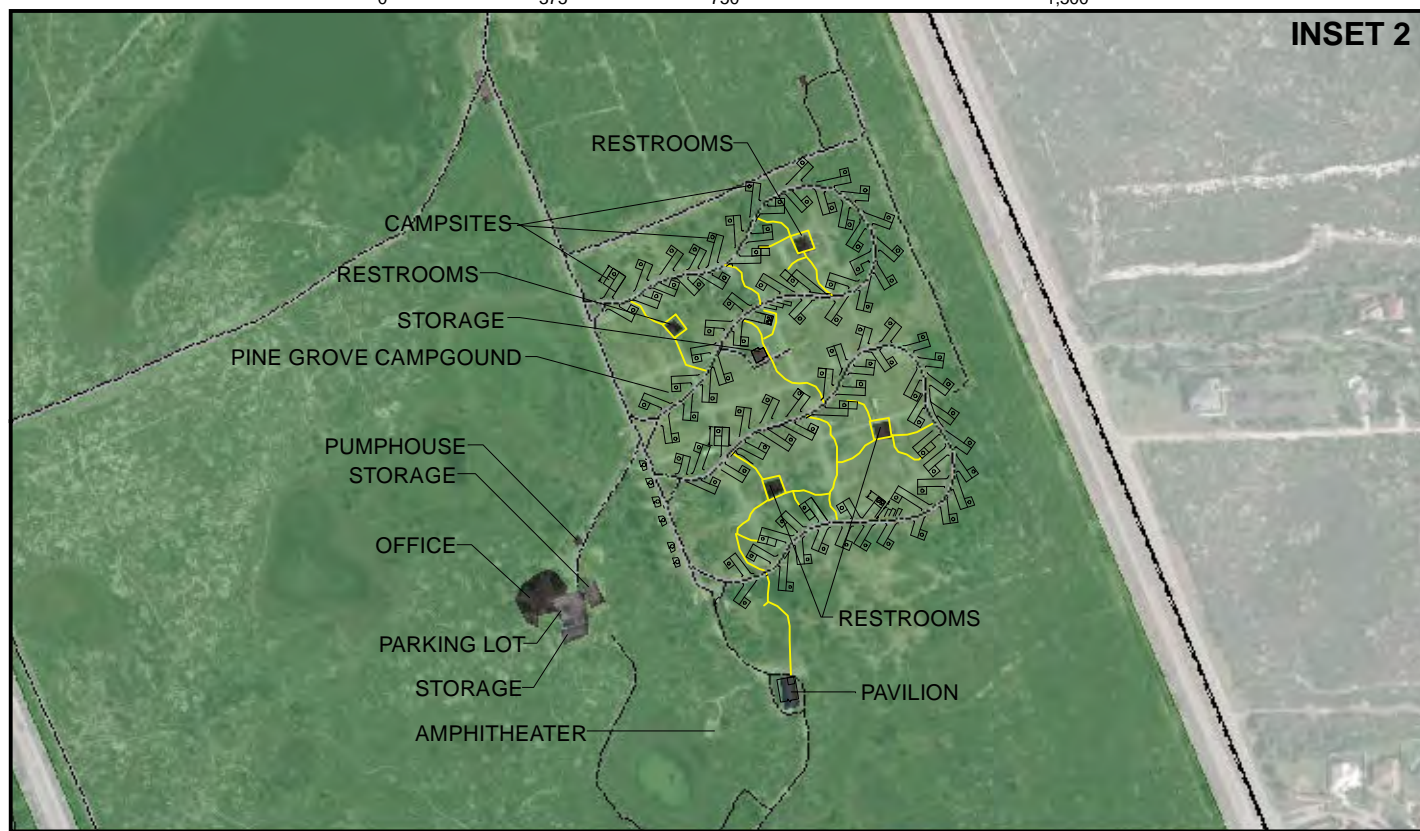 INSET 2
RESTROOMS
CAMPSITES
RESTROOMS
STORAGE
PINE GROVE CAMPGOUND
PUMPHOUSE
STORAGE
OFFICE
RESTROOMS
PARKING LOT
STORAGE
PAVILION
AMPHITHEATER